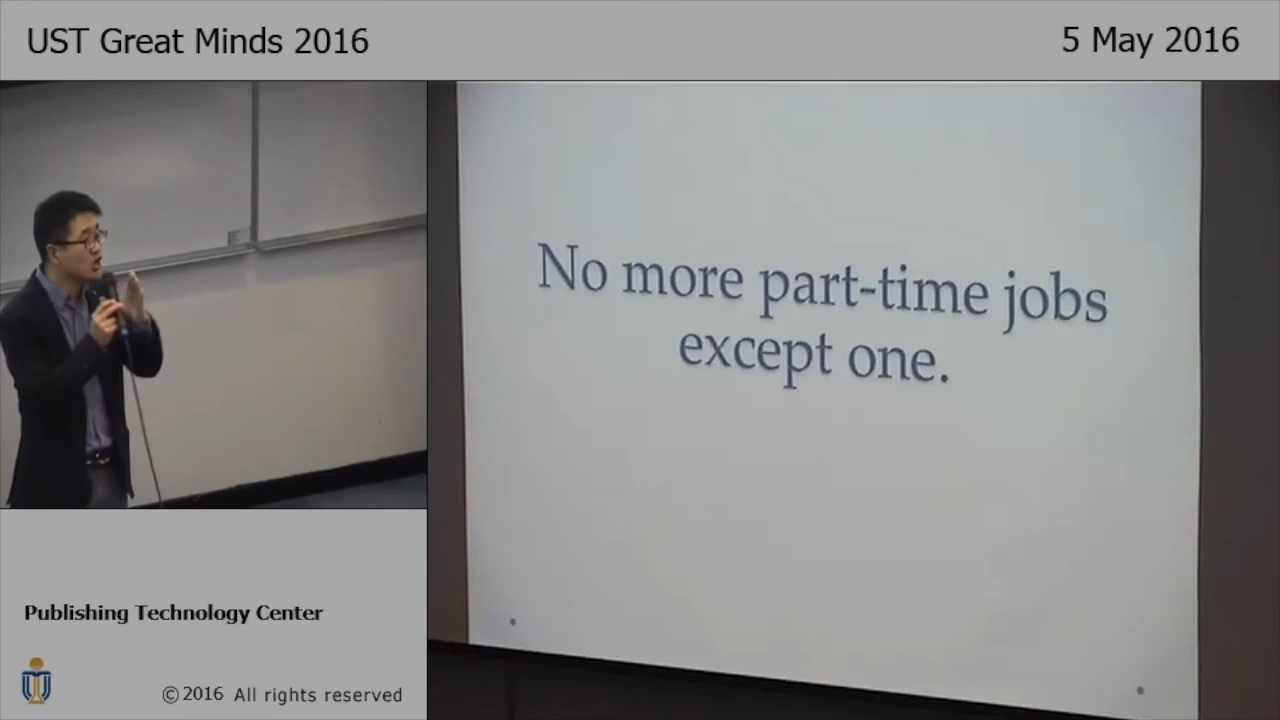 UST Great Minds 2016
5 May 2016
No more part-time jobs
except one.
Publishing Technology Center
© 2016 All rights reserved